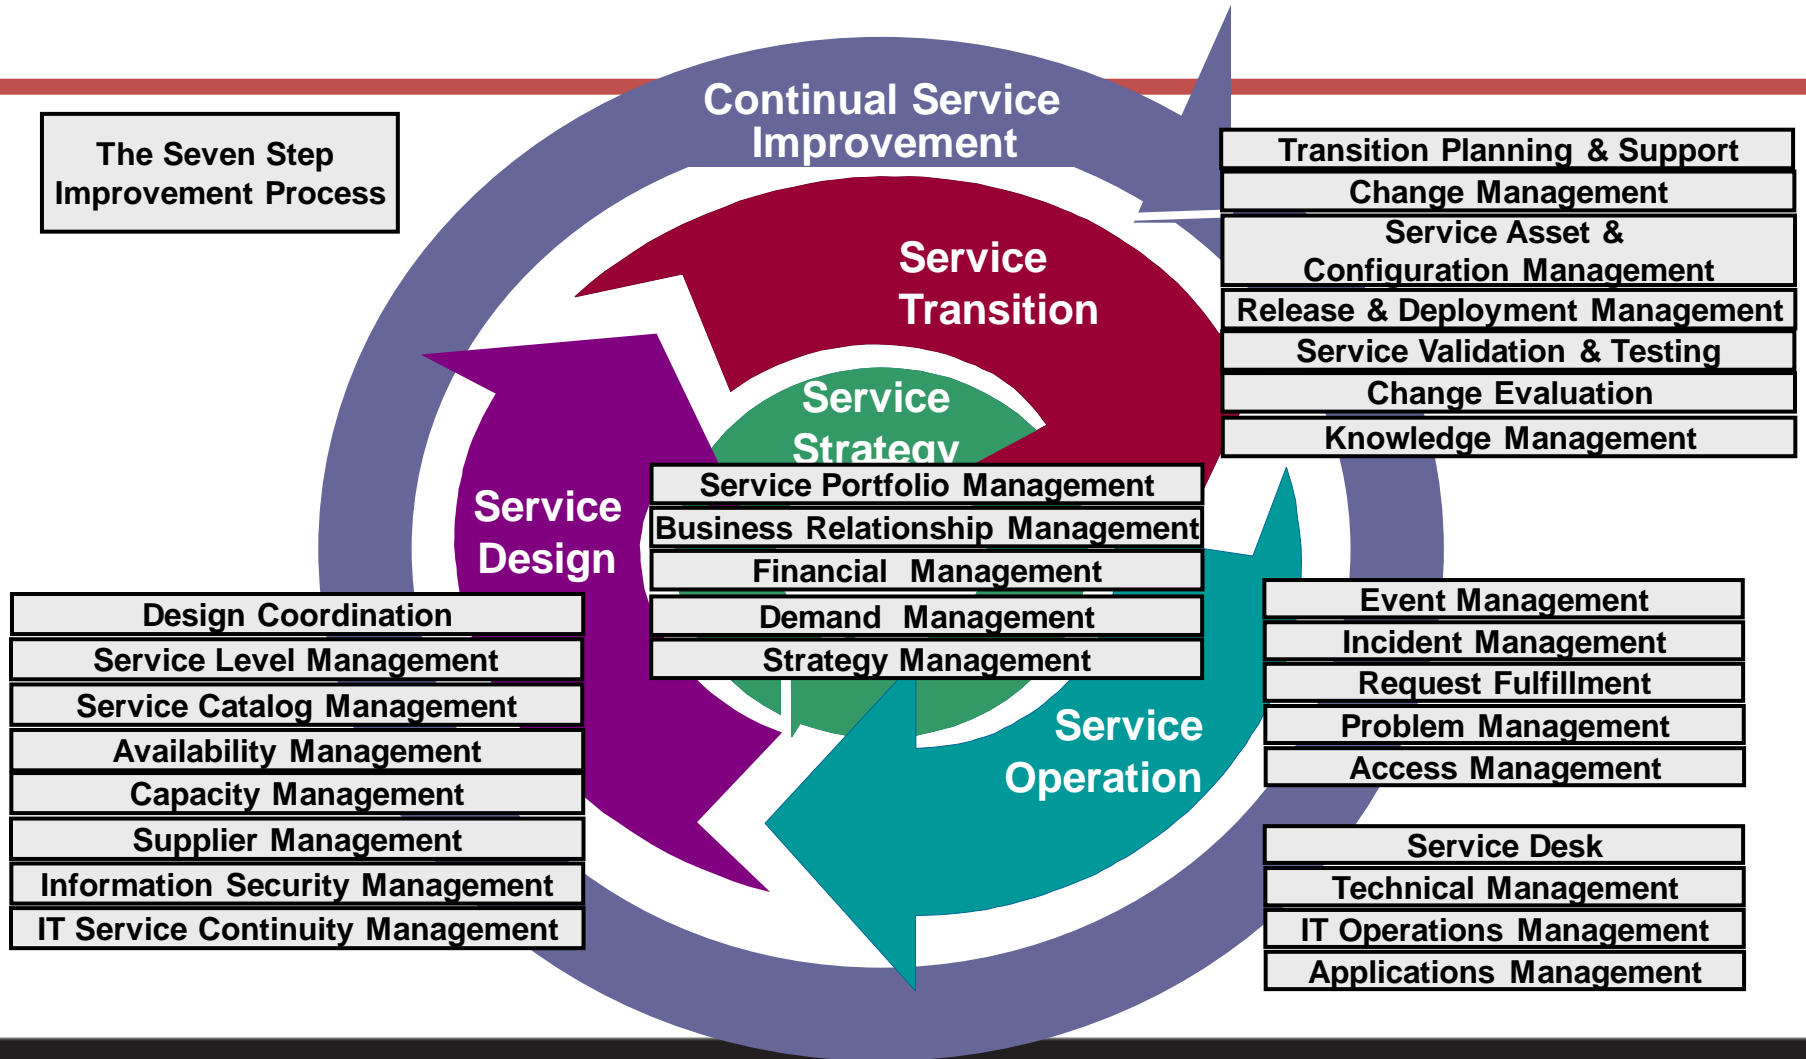 Continual Service
Improvement
The Seven Step
Improvement Process
Transition Planning & Support
Change Management
Service Asset &
Configuration Management
Release & Deployment Management
Service Validation & Testing
Change Evaluation
Knowledge Management
Service
Transition
Service
Strategy
Service Portfolio Management
Business Relationship Management
Financial Management
Demand Management
Strategy Management
Service
Design
Design Coordination
Service Level Management
Service Catalog Management
Availability Management
Capacity Management
Supplier Management
Information Security Management
IT Service Continuity Management
Service
Operation
Event Management
Incident Management
Request Fulfillment
Problem Management
Access Management
Service Desk
Technical Management
IT Operations Management
Applications Management